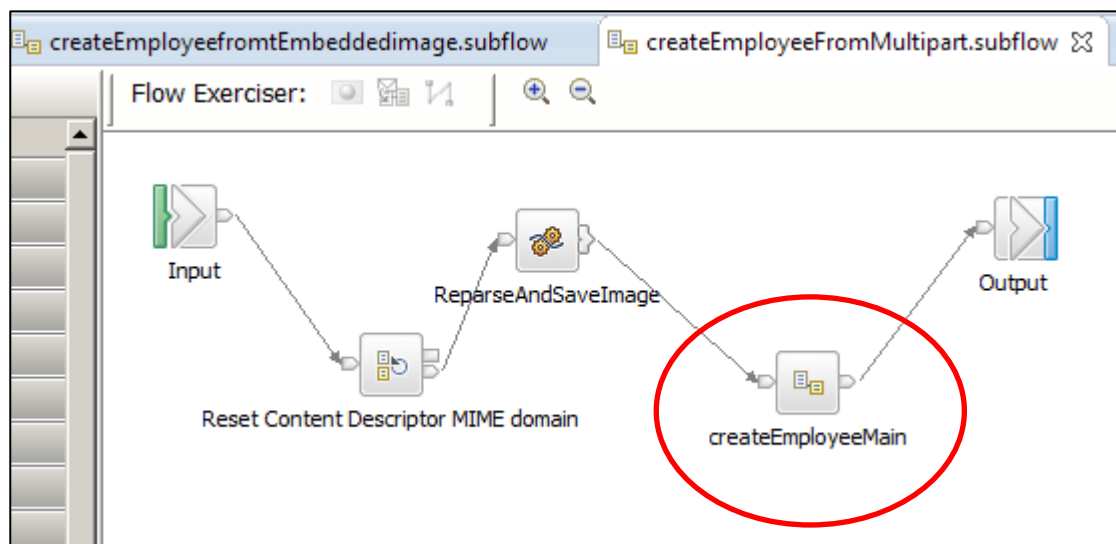 createEmployeefromtEmbeddedimage.subflow
createEmployeeFromMultipart.subflow
Flow Exerciser:
Input
ReparseAndSaveImage
Output
Reset Content Descriptor MIME domain
createEmployeeMain